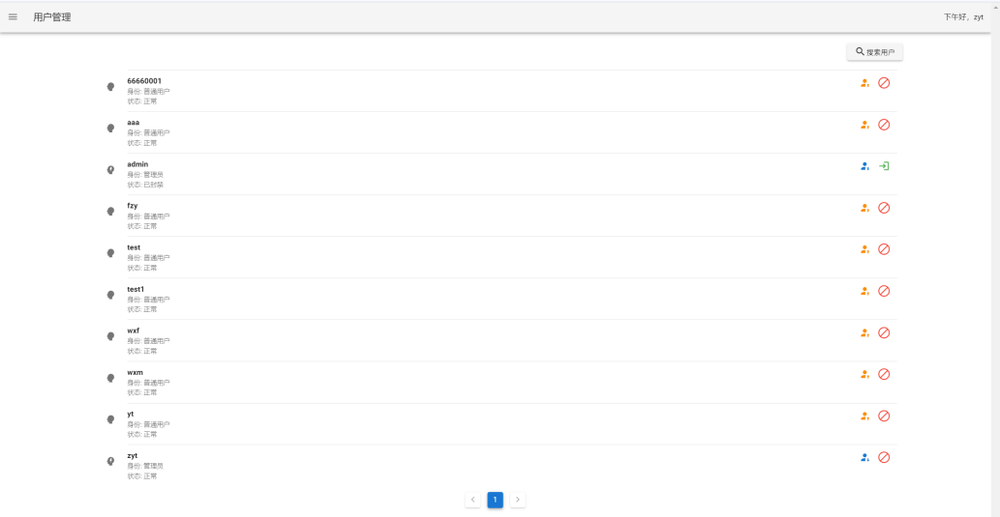 用户管理
下午好，zyt
搜索用户
66660001
身份: 普通用户
状态: 正常
aaa
身份: 普通用户
状态: 正常
admin
身份: 管理员
状态: 已封禁
fzy
身份: 普通用户
状态: 正常
test
身份: 普通用户
状态: 正常
test1
身份: 普通用户
状态: 正常
wxf
身份: 普通用户
状态: 正常
wxm
身份: 普通用户
状态: 正常
yt
身份: 普通用户
状态: 正常
zyt
身份: 管理员
状态: 正常
1